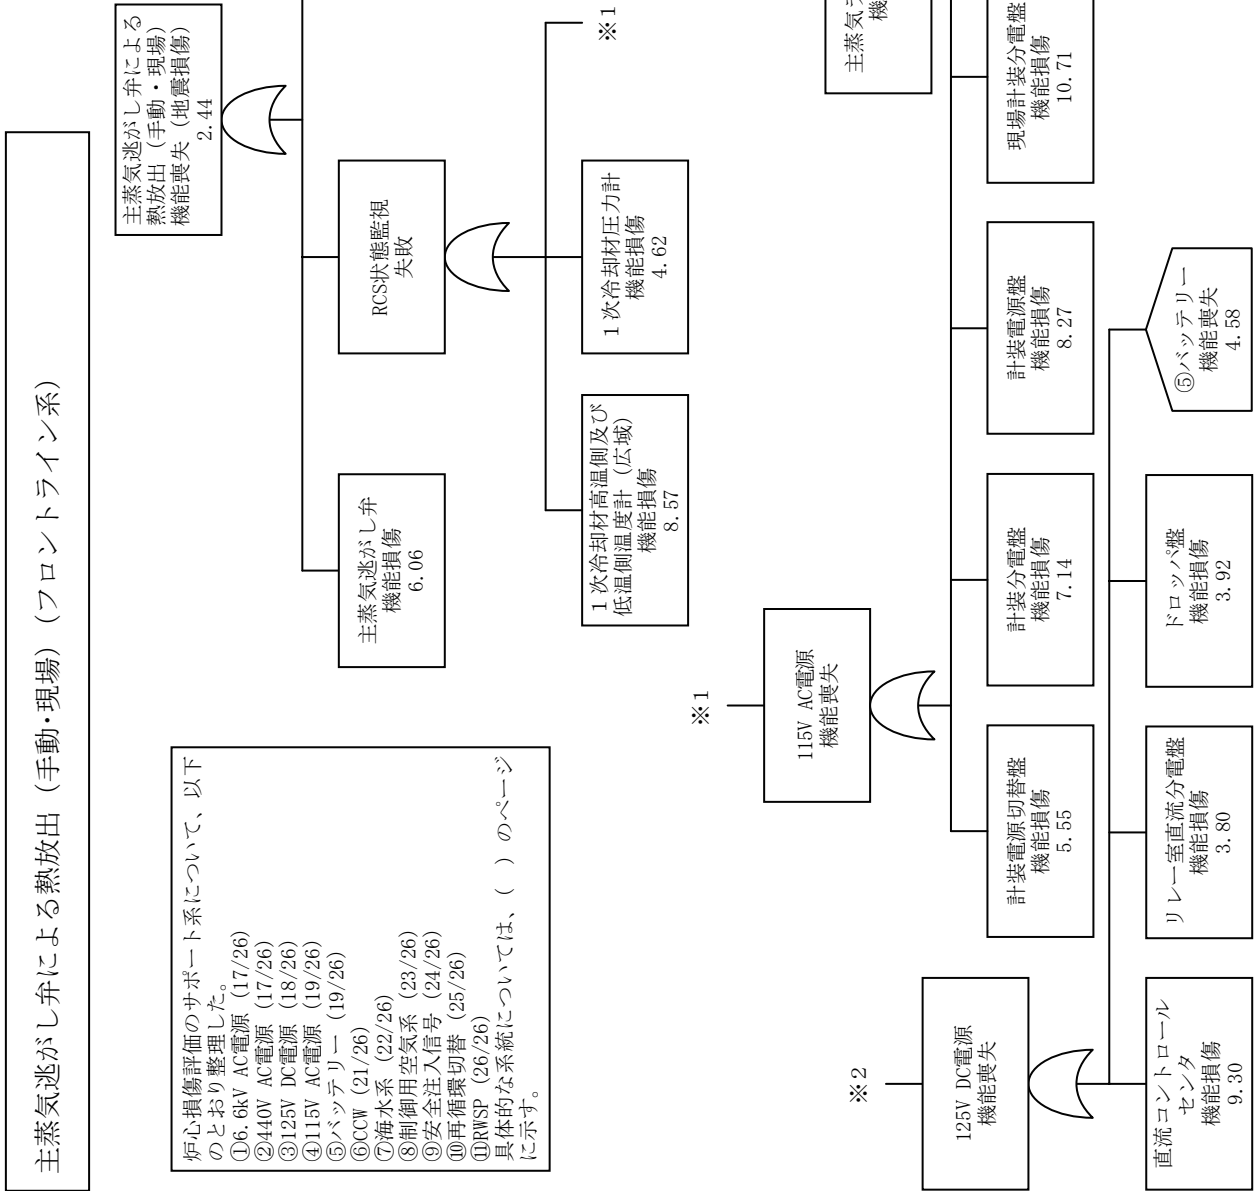 主蒸気逃がし弁による熱放出（手動・現場）（フロントライン系）
炉心損傷評価のサポート系について、以下
のとおり整理した。
①6.6kV AC電源 (17/26)
②440V AC電源 (17/26)
③125V DC電源 (18/26)
④115V AC電源 (19/26)
⑤バッテリー (19/26)
⑥CCW (21/26)
⑦海水系 (22/26)
⑧制御用空気系 (23/26)
⑨安全注入信号 (24/26)
⑩再循環切替 (25/26)
⑪RWSP (26/26)
具体的な系統については、( ) のページ
に示す。
主蒸気逃がし弁による
熱放出（手動・現場）
機能喪失（地震損傷）
2.44
主蒸気逃がし弁
機能損傷
6.06
RCS状態監視
失敗
1次冷却材高温側及び
低温側温度計（広域）
機能損傷
8.57
1次冷却材圧力計
機能損傷
4.62
※1
※1
115V AC電源
機能喪失
主蒸気
機
計装電源切替盤
機能損傷
5.55
計装分電盤
機能損傷
7.14
計装電源盤
機能損傷
8.27
現場計装分電盤
機能損傷
10.71
※2
125V DC電源
機能喪失
直流コントロール
センタ
機能損傷
9.30
リレー室直流分電盤
機能損傷
3.80
ドロッパ盤
機能損傷
3.92
⑤バッテリー
機能喪失
4.58